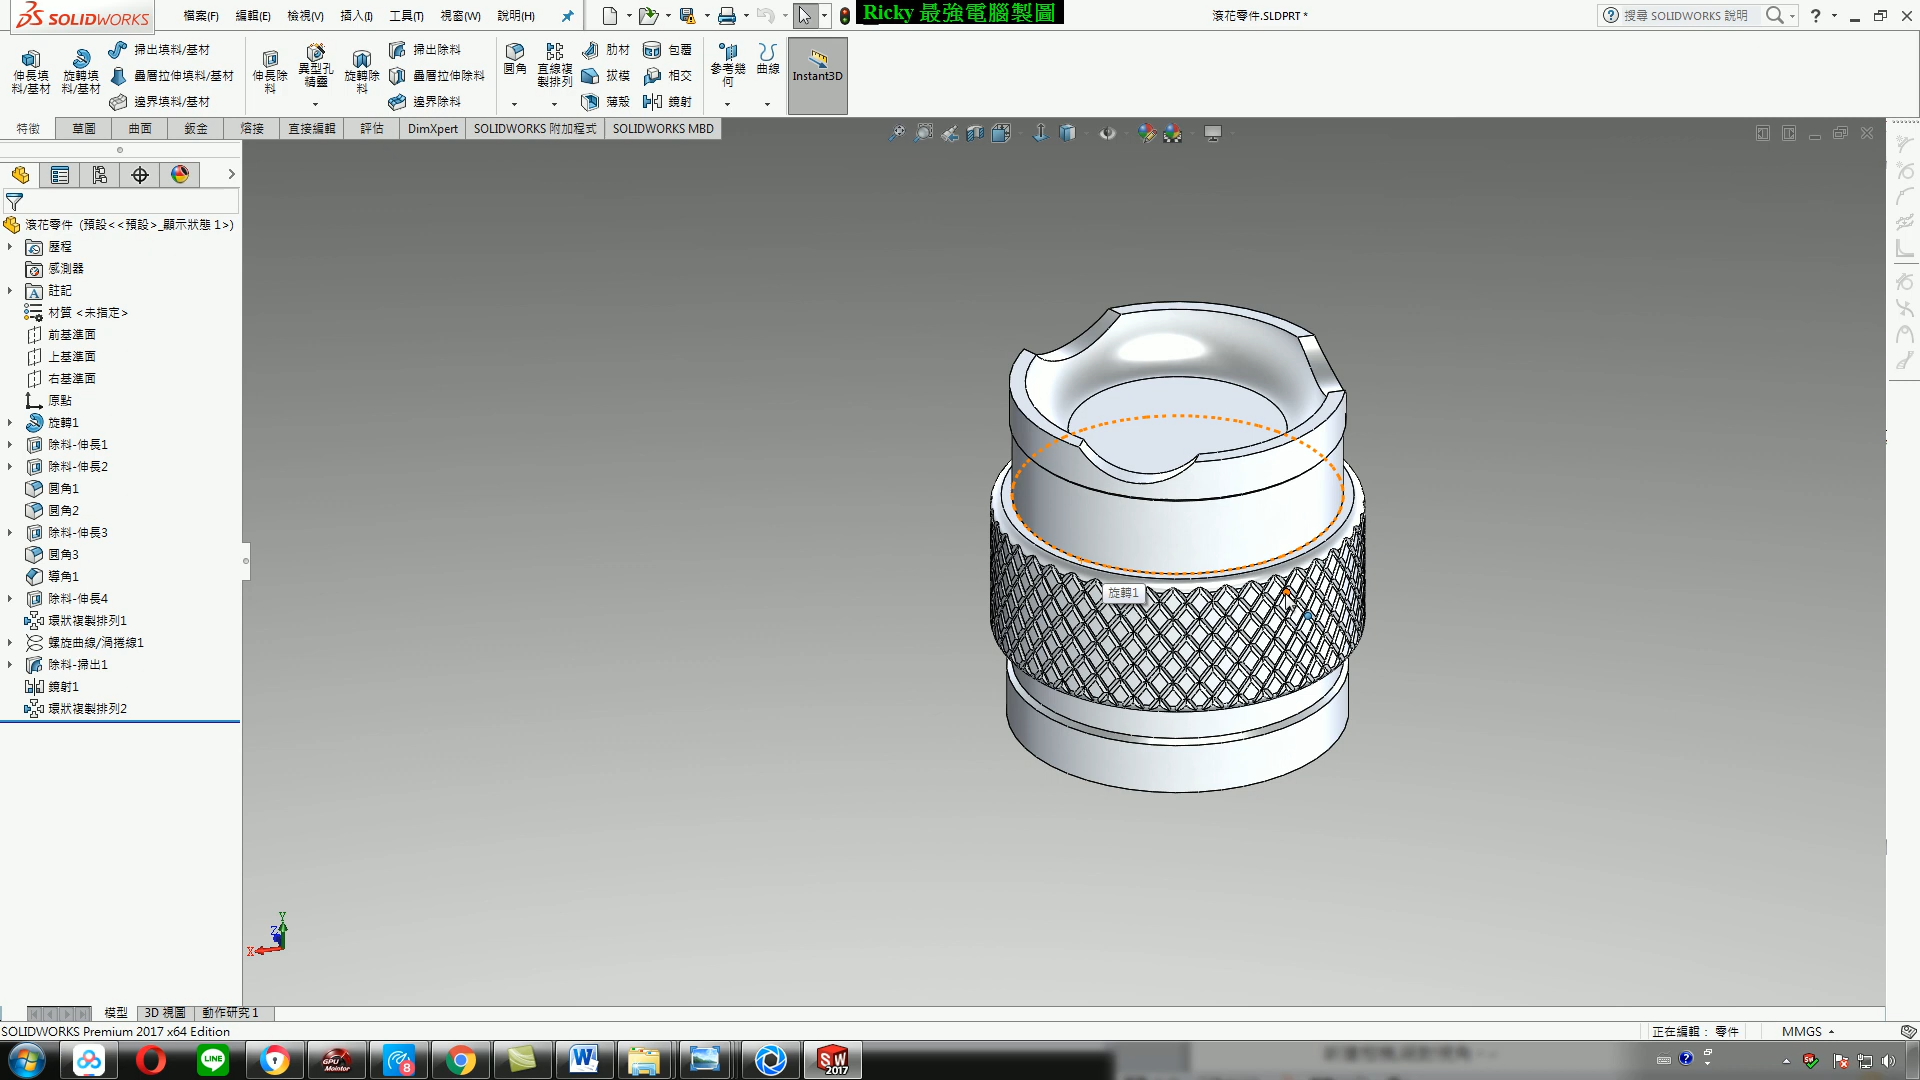 SOLIDWORKS
檔案(F) 編輯(E) 檢視(V) 插入(I) 工具(T) 視窗(W) 說明(H)
Ricky 最強電腦製圖
滾花零件.SLDPRT *
搜尋 SOLIDWORKS 說明
伸長填料/基材
旋轉填料/基材
掃出填料/基材
疊層拉伸填料/基材
邊界填料/基材
伸長除料
異型孔精靈
旋轉除料
掃出除料
疊層拉伸除料
邊界除料
圓角
直線複製排列
肋材
拔模
薄殼
包覆
相交
鏡射
參考幾何
曲線
Instant3D
特徵 草圖 曲面 鈑金 熔接 直接編輯 評估 DimXpert SOLIDWORKS 附加程式 SOLIDWORKS MBD
滾花零件 (預設<<預設>_顯示狀態 1>)
歷程
感測器
註記
材質 <未指定>
前基準面
上基準面
右基準面
原點
旋轉1
除料-伸長1
除料-伸長2
圓角1
圓角2
除料-伸長3
圓角3
導角1
除料-伸長4
環狀複製排列1
螺旋曲線/渦捲線1
除料-掃出1
鏡射1
環狀複製排列2
旋轉1
Y
Z
X
模型 3D 視圖 動作研究 1
SOLIDWORKS Premium 2017 x64 Edition
正在編輯： 零件
MMGS
LINE
GPU
8
W
SW
2017